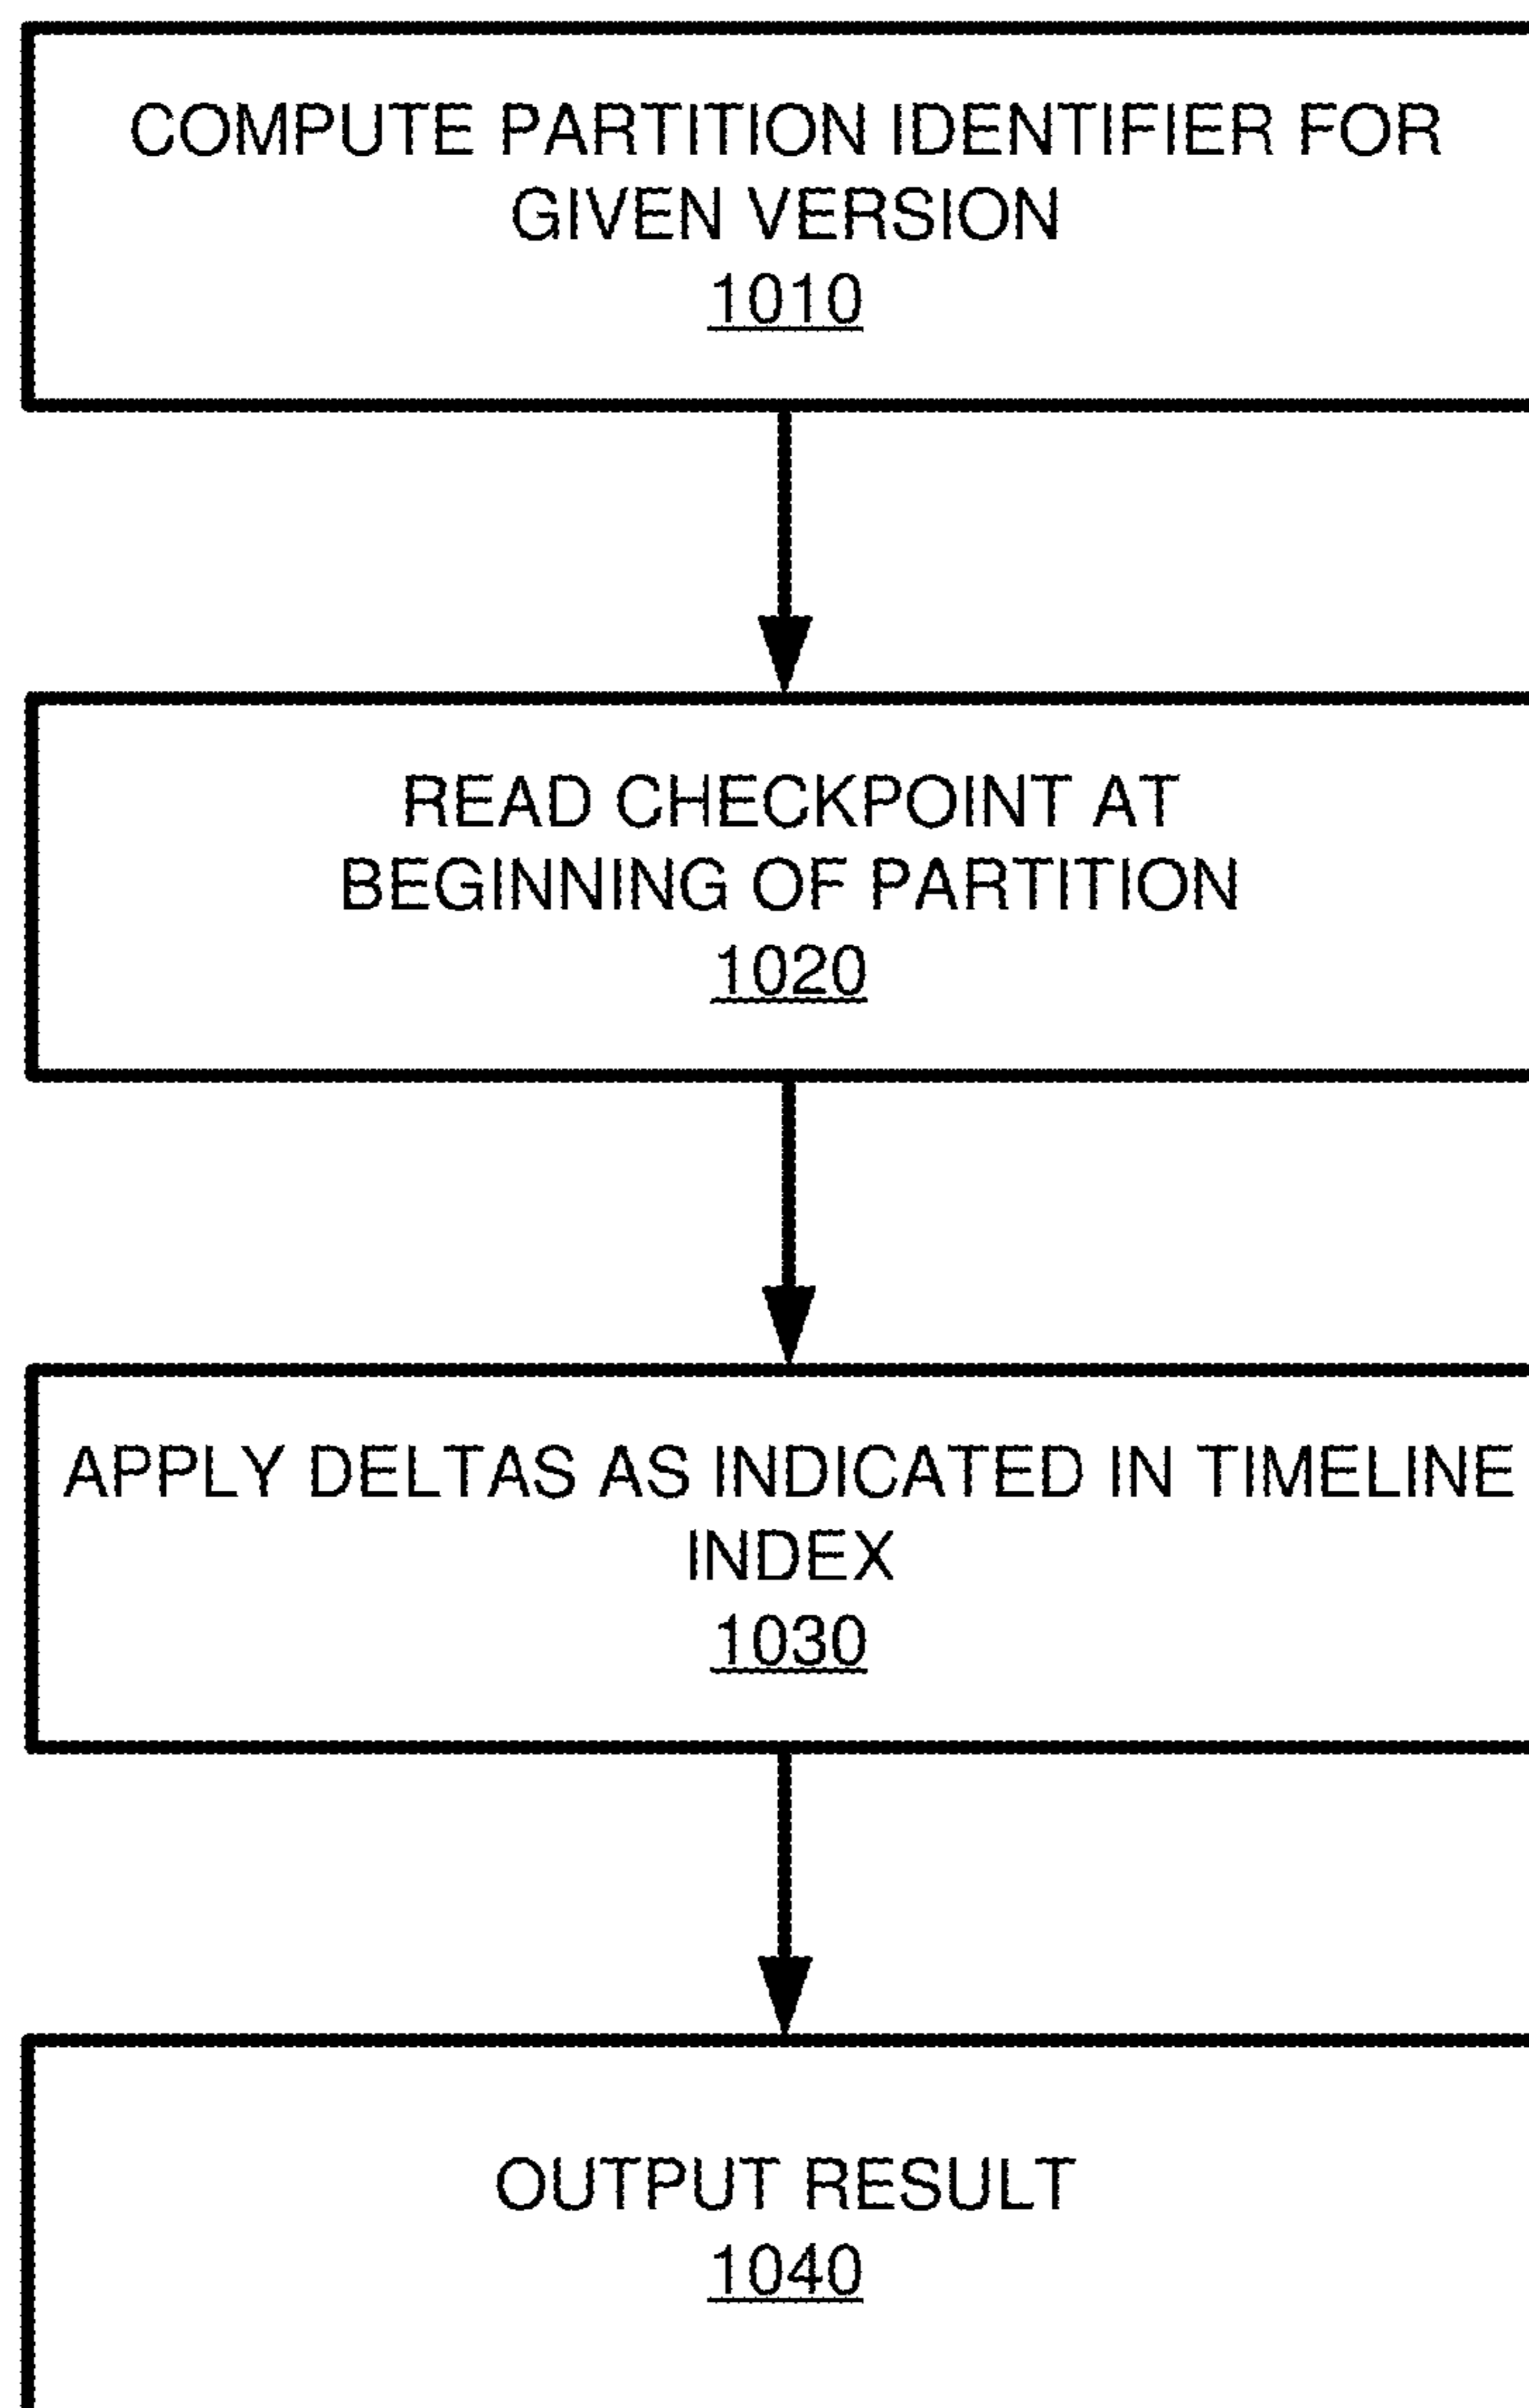 COMPUTE PARTITION IDENTIFIER FOR
GIVEN VERSION
1010
READ CHECKPOINT AT
BEGINNING OF PARTITION
1020
APPLY DELTAS AS INDICATED IN TIMELINE
INDEX
1030
OUTPUT RESULT
1040